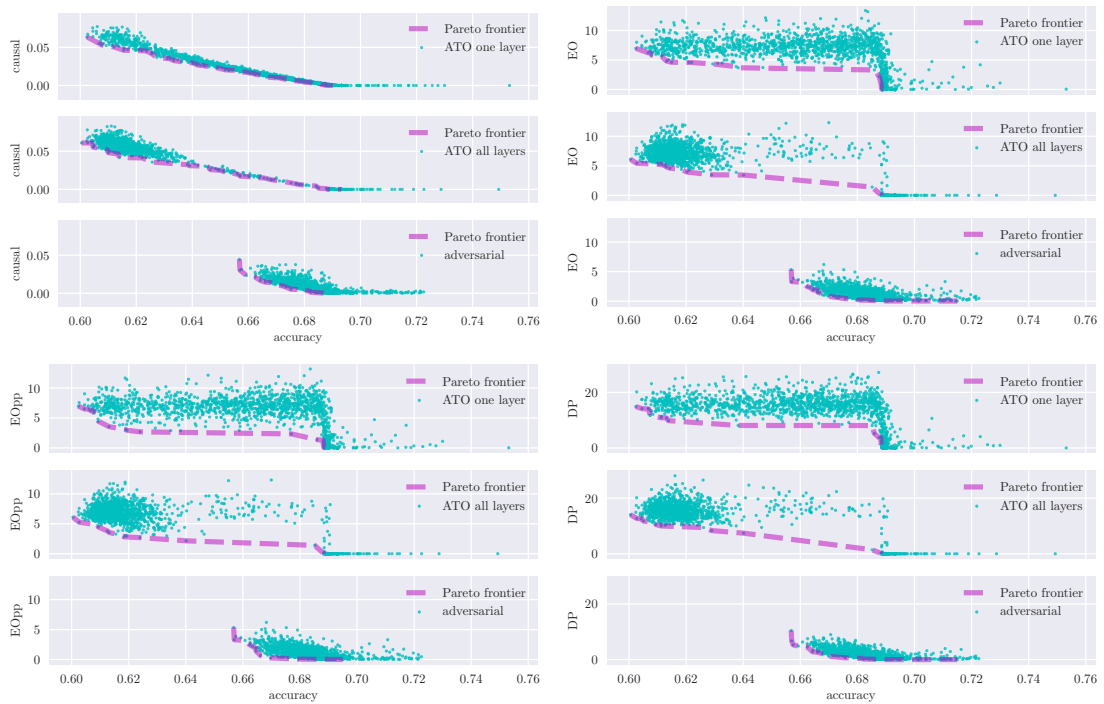 causal
0.05
0.00
Pareto frontier
ATO one layer
causal
0.05
0.00
Pareto frontier
ATO all layers
causal
0.05
0.00
Pareto frontier
adversarial
0.60 0.62 0.64 0.66 0.68 0.70 0.72 0.74 0.76
accuracy
EO
10
5
0
Pareto frontier
ATO one layer
EO
10
5
0
Pareto frontier
ATO all layers
EO
10
5
0
Pareto frontier
adversarial
0.60 0.62 0.64 0.66 0.68 0.70 0.72 0.74 0.76
accuracy
EOpp
10
5
0
Pareto frontier
ATO one layer
EOpp
10
5
0
Pareto frontier
ATO all layers
EOpp
10
5
0
Pareto frontier
adversarial
0.60 0.62 0.64 0.66 0.68 0.70 0.72 0.74 0.76
accuracy
DP
20
0
Pareto frontier
ATO one layer
DP
20
0
Pareto frontier
ATO all layers
DP
20
0
Pareto frontier
adversarial
0.60 0.62 0.64 0.66 0.68 0.70 0.72 0.74 0.76
accuracy